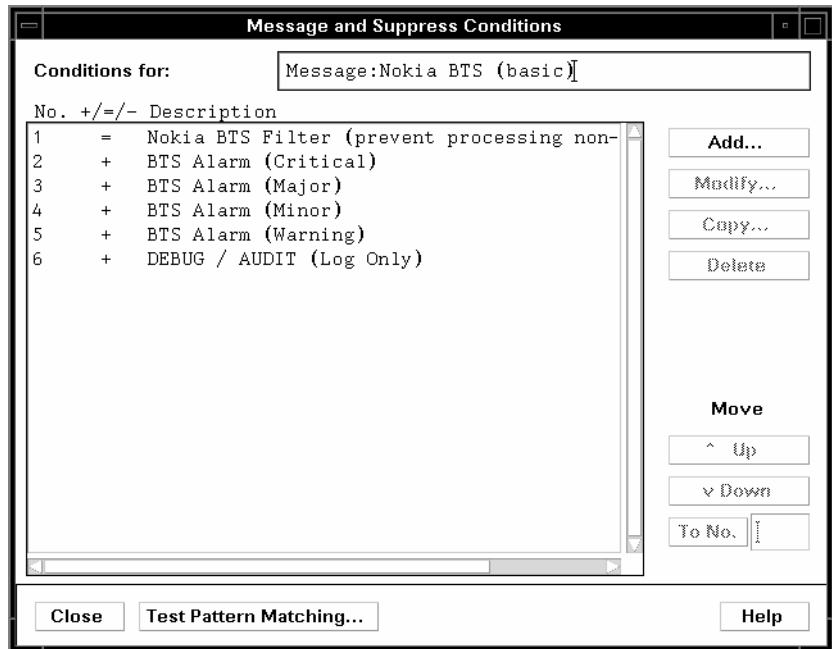 Message and Suppress Conditions
Conditions for:
Message:Nokia BTS (basic)
No. +/=/- Description
1 = Nokia BTS Filter (prevent processing non-
2 + BTS Alarm (Critical)
3 + BTS Alarm (Major)
4 + BTS Alarm (Minor)
5 + BTS Alarm (Warning)
6 + DEBUG / AUDIT (Log Only)
Add...
Modify...
Copy...
Delete
Move
^ Up
v Down
To No.
Close
Test Pattern Matching...
Help